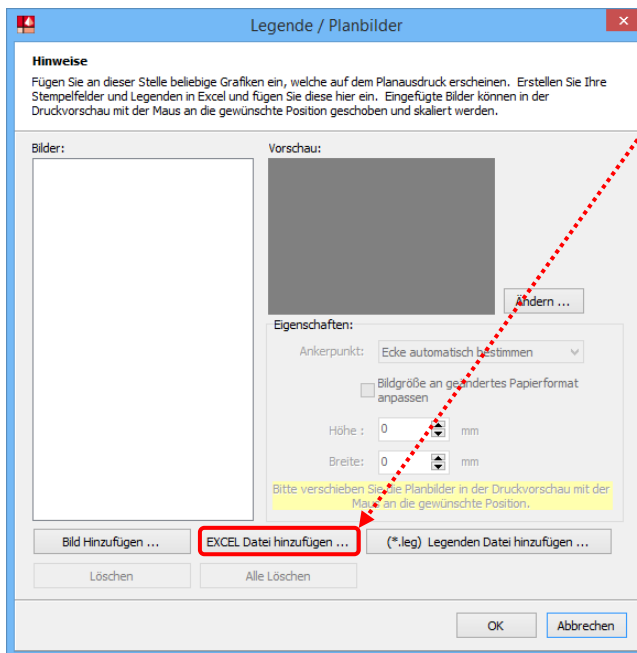 Legende / Planbilder
Hinweise
Fügen Sie an dieser Stelle beliebige Grafiken ein, welche auf dem Planausdruck erscheinen. Erstellen Sie Ihre
Stempelfelder und Legenden in Excel und fügen Sie diese hier ein. Eingefügte Bilder können in der
Druckvorschau mit der Maus an die gewünschte Position geschoben und skaliert werden.
Bilder:
Vorschau:
Ändern ...
Eigenschaften:
Ankerpunkt: Ecke automatisch bestimmen
Bildgröße an geändertes Papierformat
anpassen
Höhe : 0 mm
Breite: 0 mm
Bitte verschieben Sie die Planbilder in der Druckvorschau mit der
Maus an die gewünschte Position.
Bild Hinzufügen ... EXCEL Datei hinzufügen ... (*.leg) Legenden Datei hinzufügen ...
Löschen Alle Löschen
OK Abbrechen